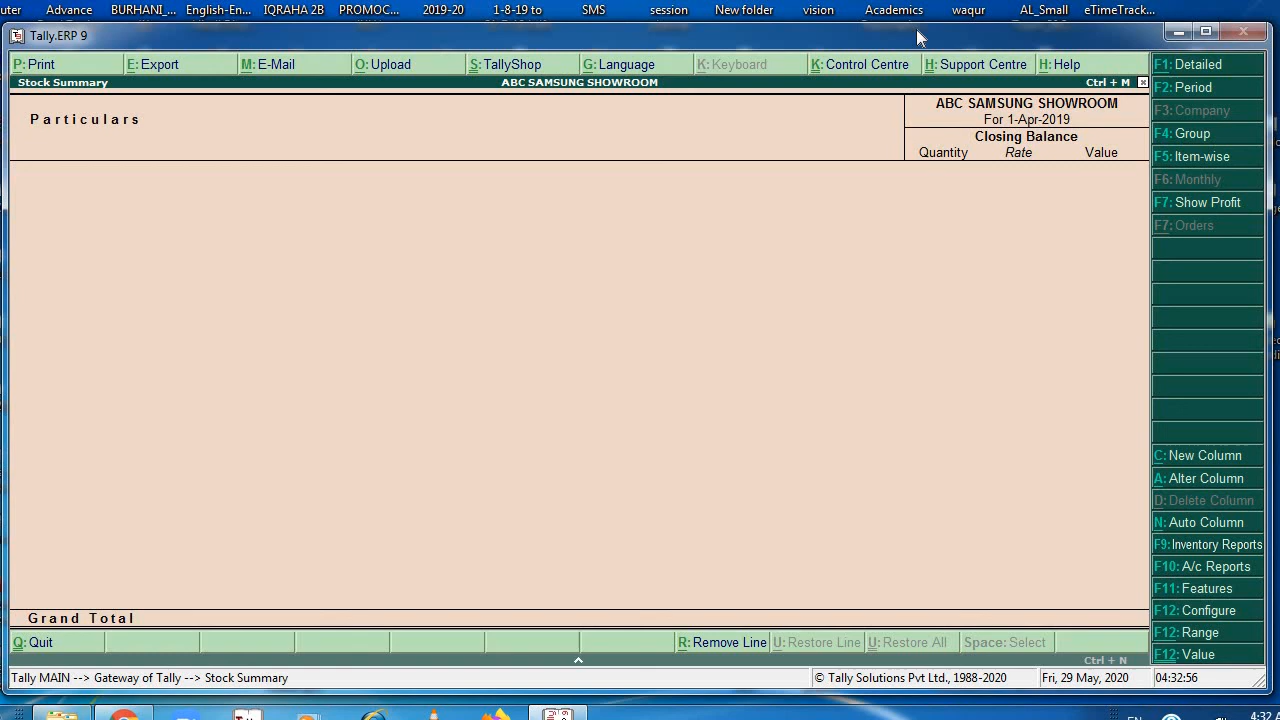 uter Advance BURHANI_... English-En... IQRAHA 2B PROMOC... 2019-20 1-8-19 to SMS session New folder vision Academics waqur AL_Small eTimeTrack...
Tally.ERP 9
P: Print E: Export M: E-Mail O: Upload S: TallyShop G: Language K: Keyboard K: Control Centre H: Support Centre H: Help
Stock Summary ABC SAMSUNG SHOWROOM Ctrl + M
Particulars
ABC SAMSUNG SHOWROOM
For 1-Apr-2019
Closing Balance
Quantity Rate Value
Grand Total
F1: Detailed
F2: Period
F3: Company
F4: Group
F5: Item-wise
F6: Monthly
F7: Show Profit
F7: Orders
C: New Column
A: Alter Column
D: Delete Column
N: Auto Column
F9: Inventory Reports
F10: A/c Reports
F11: Features
F12: Configure
F12: Range
F12: Value
Q: Quit R: Remove Line U: Restore Line U: Restore All Space: Select
Ctrl + N
Tally MAIN --> Gateway of Tally --> Stock Summary © Tally Solutions Pvt Ltd., 1988-2020 Fri, 29 May, 2020 04:32:56
EN